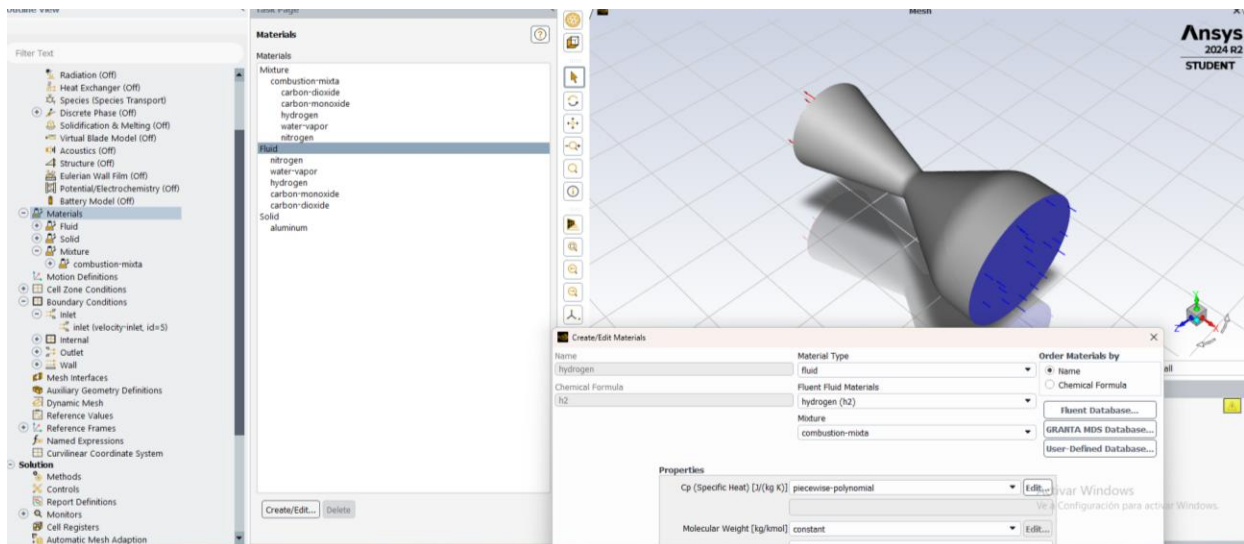 Outline View
Filter Text
Radiation (Off)
Heat Exchanger (Off)
Species (Species Transport)
Discrete Phase (Off)
Solidification & Melting (Off)
Virtual Blade Model (Off)
Acoustics (Off)
Structure (Off)
Eulerian Wall Film (Off)
Potential/Electrochemistry (Off)
Battery Model (Off)
Materials
Fluid
Solid
Mixture
combustion-mixta
Motion Definitions
Cell Zone Conditions
Boundary Conditions
Inlet
inlet (velocity-inlet, id=5)
Internal
Outlet
Wall
Mesh Interfaces
Auxiliary Geometry Definitions
Dynamic Mesh
Reference Values
Reference Frames
Named Expressions
Curvilinear Coordinate System
Solution
Methods
Controls
Report Definitions
Monitors
Cell Registers
Automatic Mesh Adaption
Task Page
Materials
Materials
Mixture
combustion-mixta
carbon-dioxide
carbon-monoxide
hydrogen
water-vapor
nitrogen
Fluid
nitrogen
water-vapor
hydrogen
carbon-monoxide
carbon-dioxide
Solid
aluminum
Create/Edit... Delete
Mesh
Ansys
2024 R2
STUDENT
Create/Edit Materials
Name
hydrogen
Chemical Formula
h2
Material Type
fluid
Fluent Fluid Materials
hydrogen (h2)
Mixture
combustion-mixta
Order Materials by
Name
Chemical Formula
Fluent Database...
GRANTA MDS Database...
User-Defined Database...
Properties
Cp (Specific Heat) [J/(kg K)] piecewise-polynomial Edit...
Molecular Weight [kg/kmol] constant Edit...
all
Activar Windows
Ve a Configuración para activar Windows.